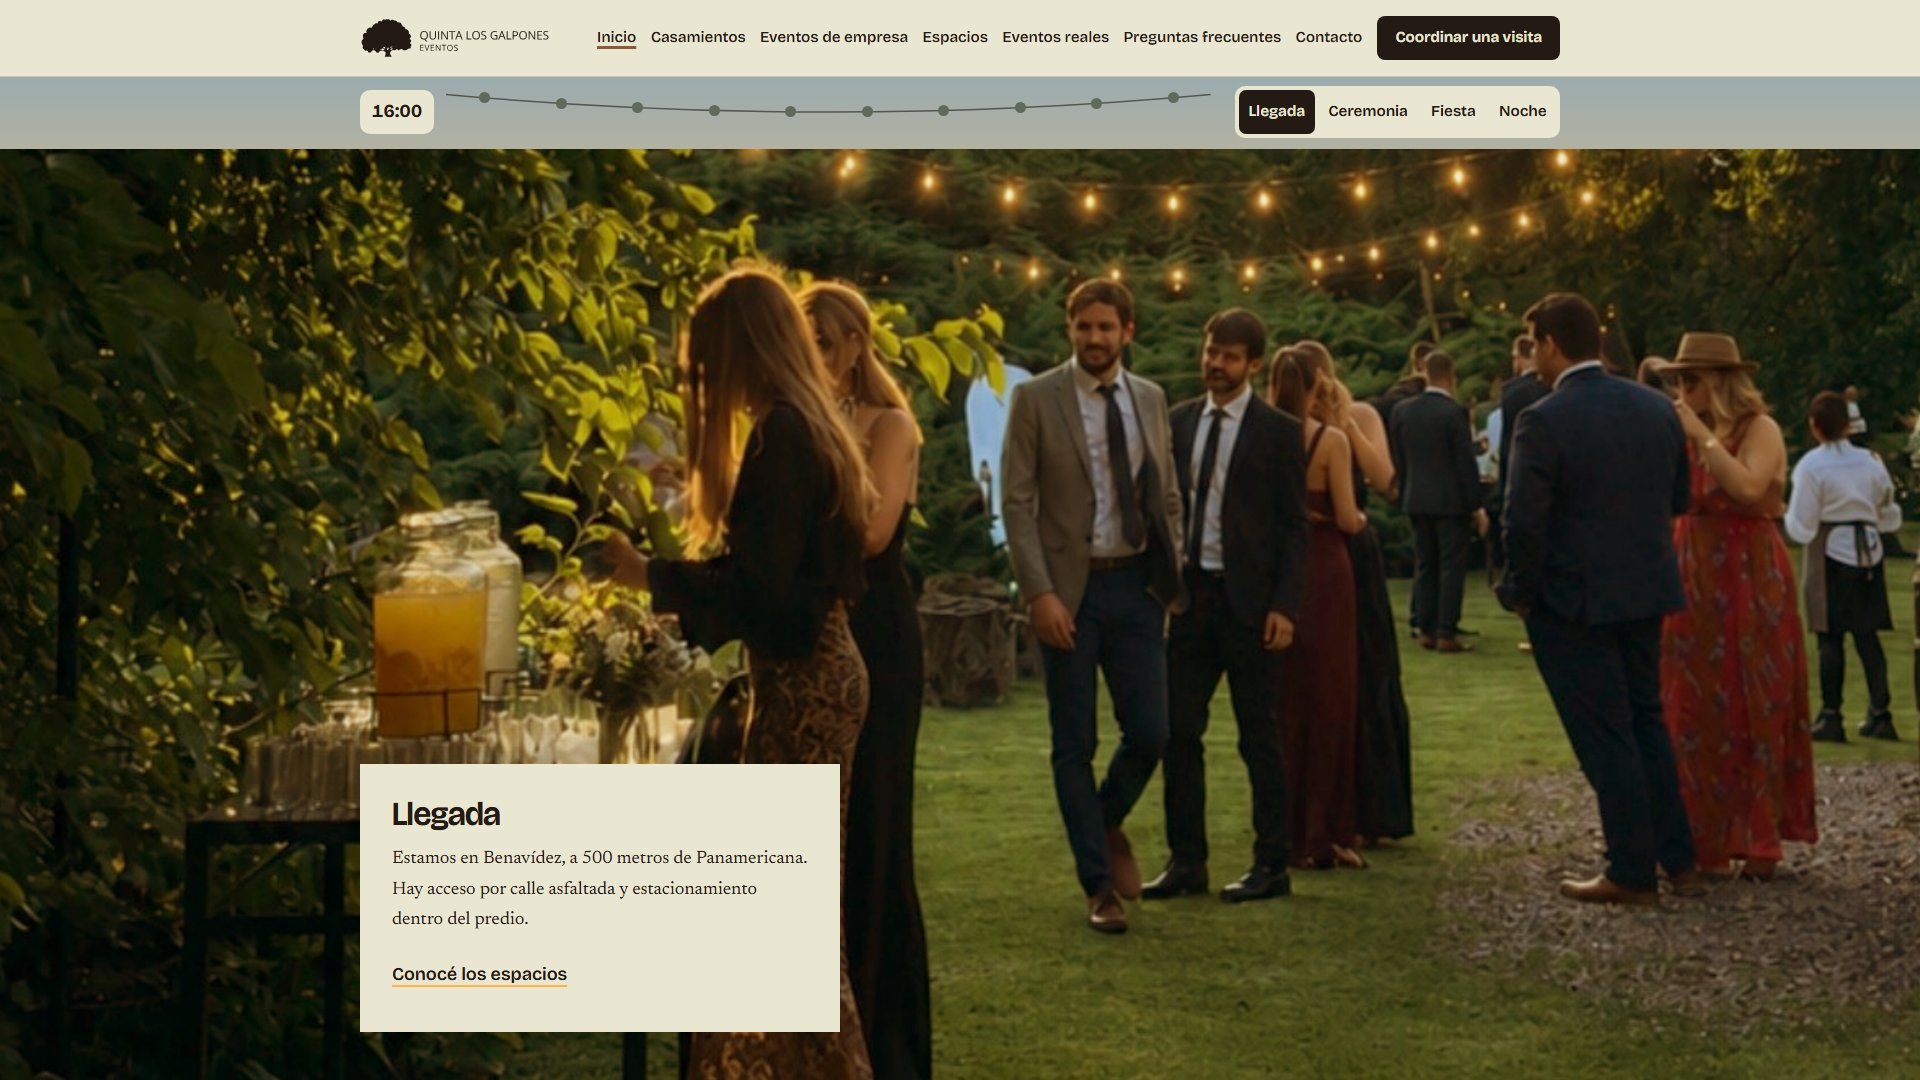 QUINTA LOS GALPONES
EVENTOS
Inicio Casamientos Eventos de empresa Espacios Eventos reales Preguntas frecuentes Contacto Coordinar una visita
16:00
Llegada Ceremonia Fiesta Noche
Llegada
Estamos en Benavídez, a 500 metros de Panamericana.
Hay acceso por calle asfaltada y estacionamiento
dentro del predio.
Conocé los espacios